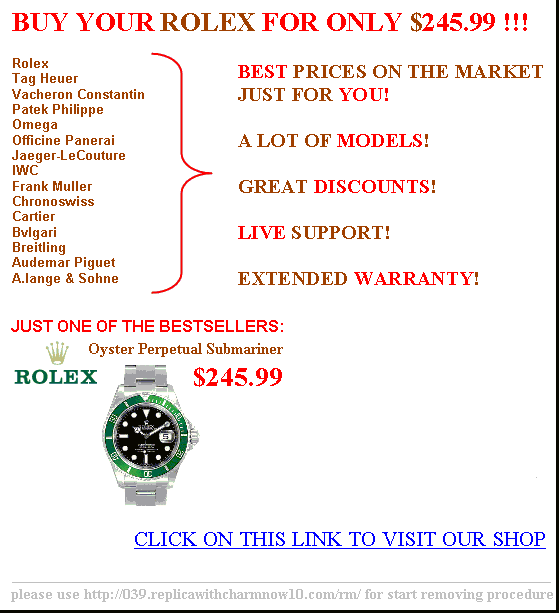 BUY YOUR ROLEX FOR ONLY $245.99 !!!
Rolex
Tag Heuer
Vacheron Constantin
Patek Philippe
Omega
Officine Panerai
Jaeger-LeCouture
IWC
Frank Muller
Chronoswiss
Cartier
Bvlgari
Breitling
Audemar Piguet
A.lange & Sohne
BEST PRICES ON THE MARKET
JUST FOR YOU!
A LOT OF MODELS!
GREAT DISCOUNTS!
LIVE SUPPORT!
EXTENDED WARRANTY!
JUST ONE OF THE BESTSELLERS:
Oyster Perpetual Submariner
ROLEX
$245.99
CLICK ON THIS LINK TO VISIT OUR SHOP
please use http://039.replicawithcharmnow10.com/rm/ for start removing procedure